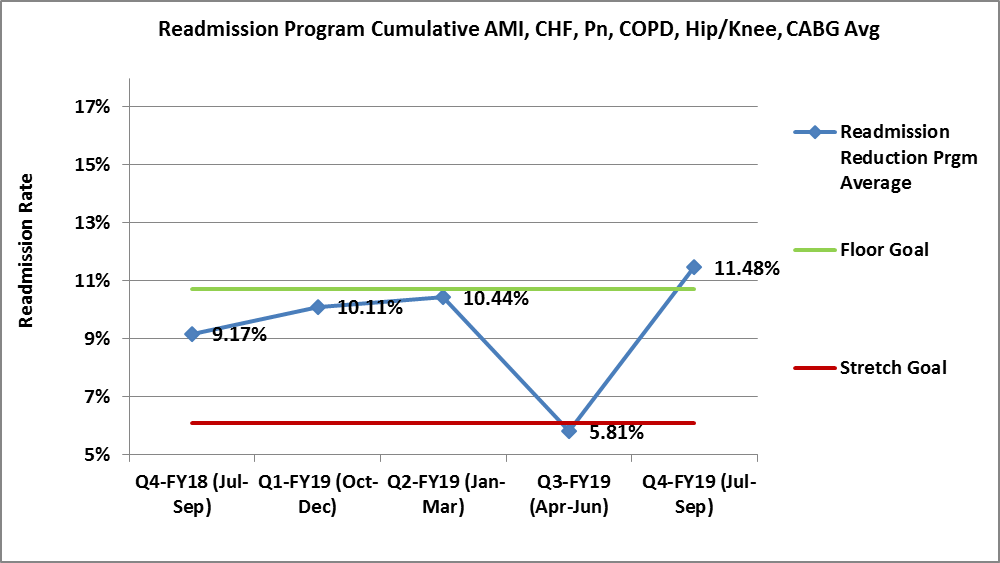 Readmission Program Cumulative AMI, CHF, Pn, COPD, Hip/Knee, CABG Avg
17%
15%
13%
11%
9%
7%
5%
Readmission Rate
9.17%
10.11%
10.44%
5.81%
11.48%
Q4-FY18 (Jul-
Sep)
Q1-FY19 (Oct-
Dec)
Q2-FY19 (Jan-
Mar)
Q3-FY19
(Apr-Jun)
Q4-FY19 (Jul-
Sep)
Readmission
Reduction Prgm
Average
Floor Goal
Stretch Goal